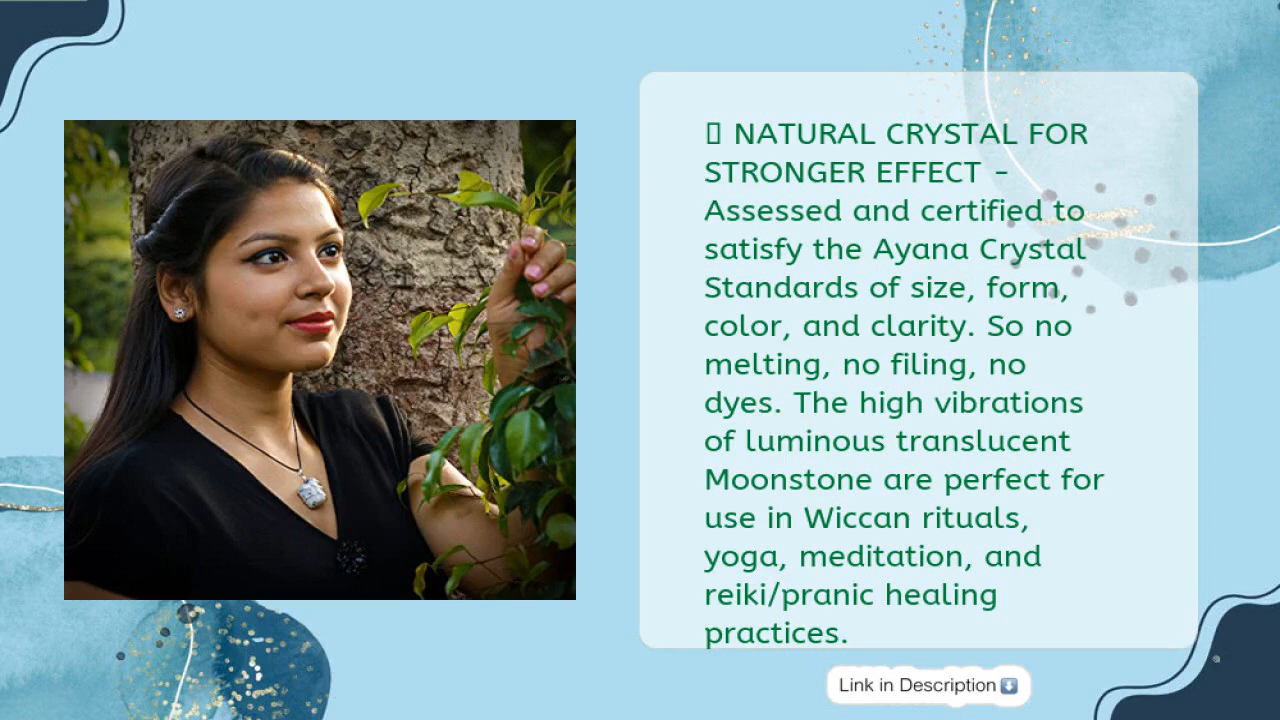 ▯ NATURAL CRYSTAL FOR
STRONGER EFFECT –
Assessed and certified to
satisfy the Ayana Crystal
Standards of size, form,
color, and clarity. So no
melting, no filing, no
dyes. The high vibrations
of luminous translucent
Moonstone are perfect for
use in Wiccan rituals,
yoga, meditation, and
reiki/pranic healing
practices.
Link in Description⬇️